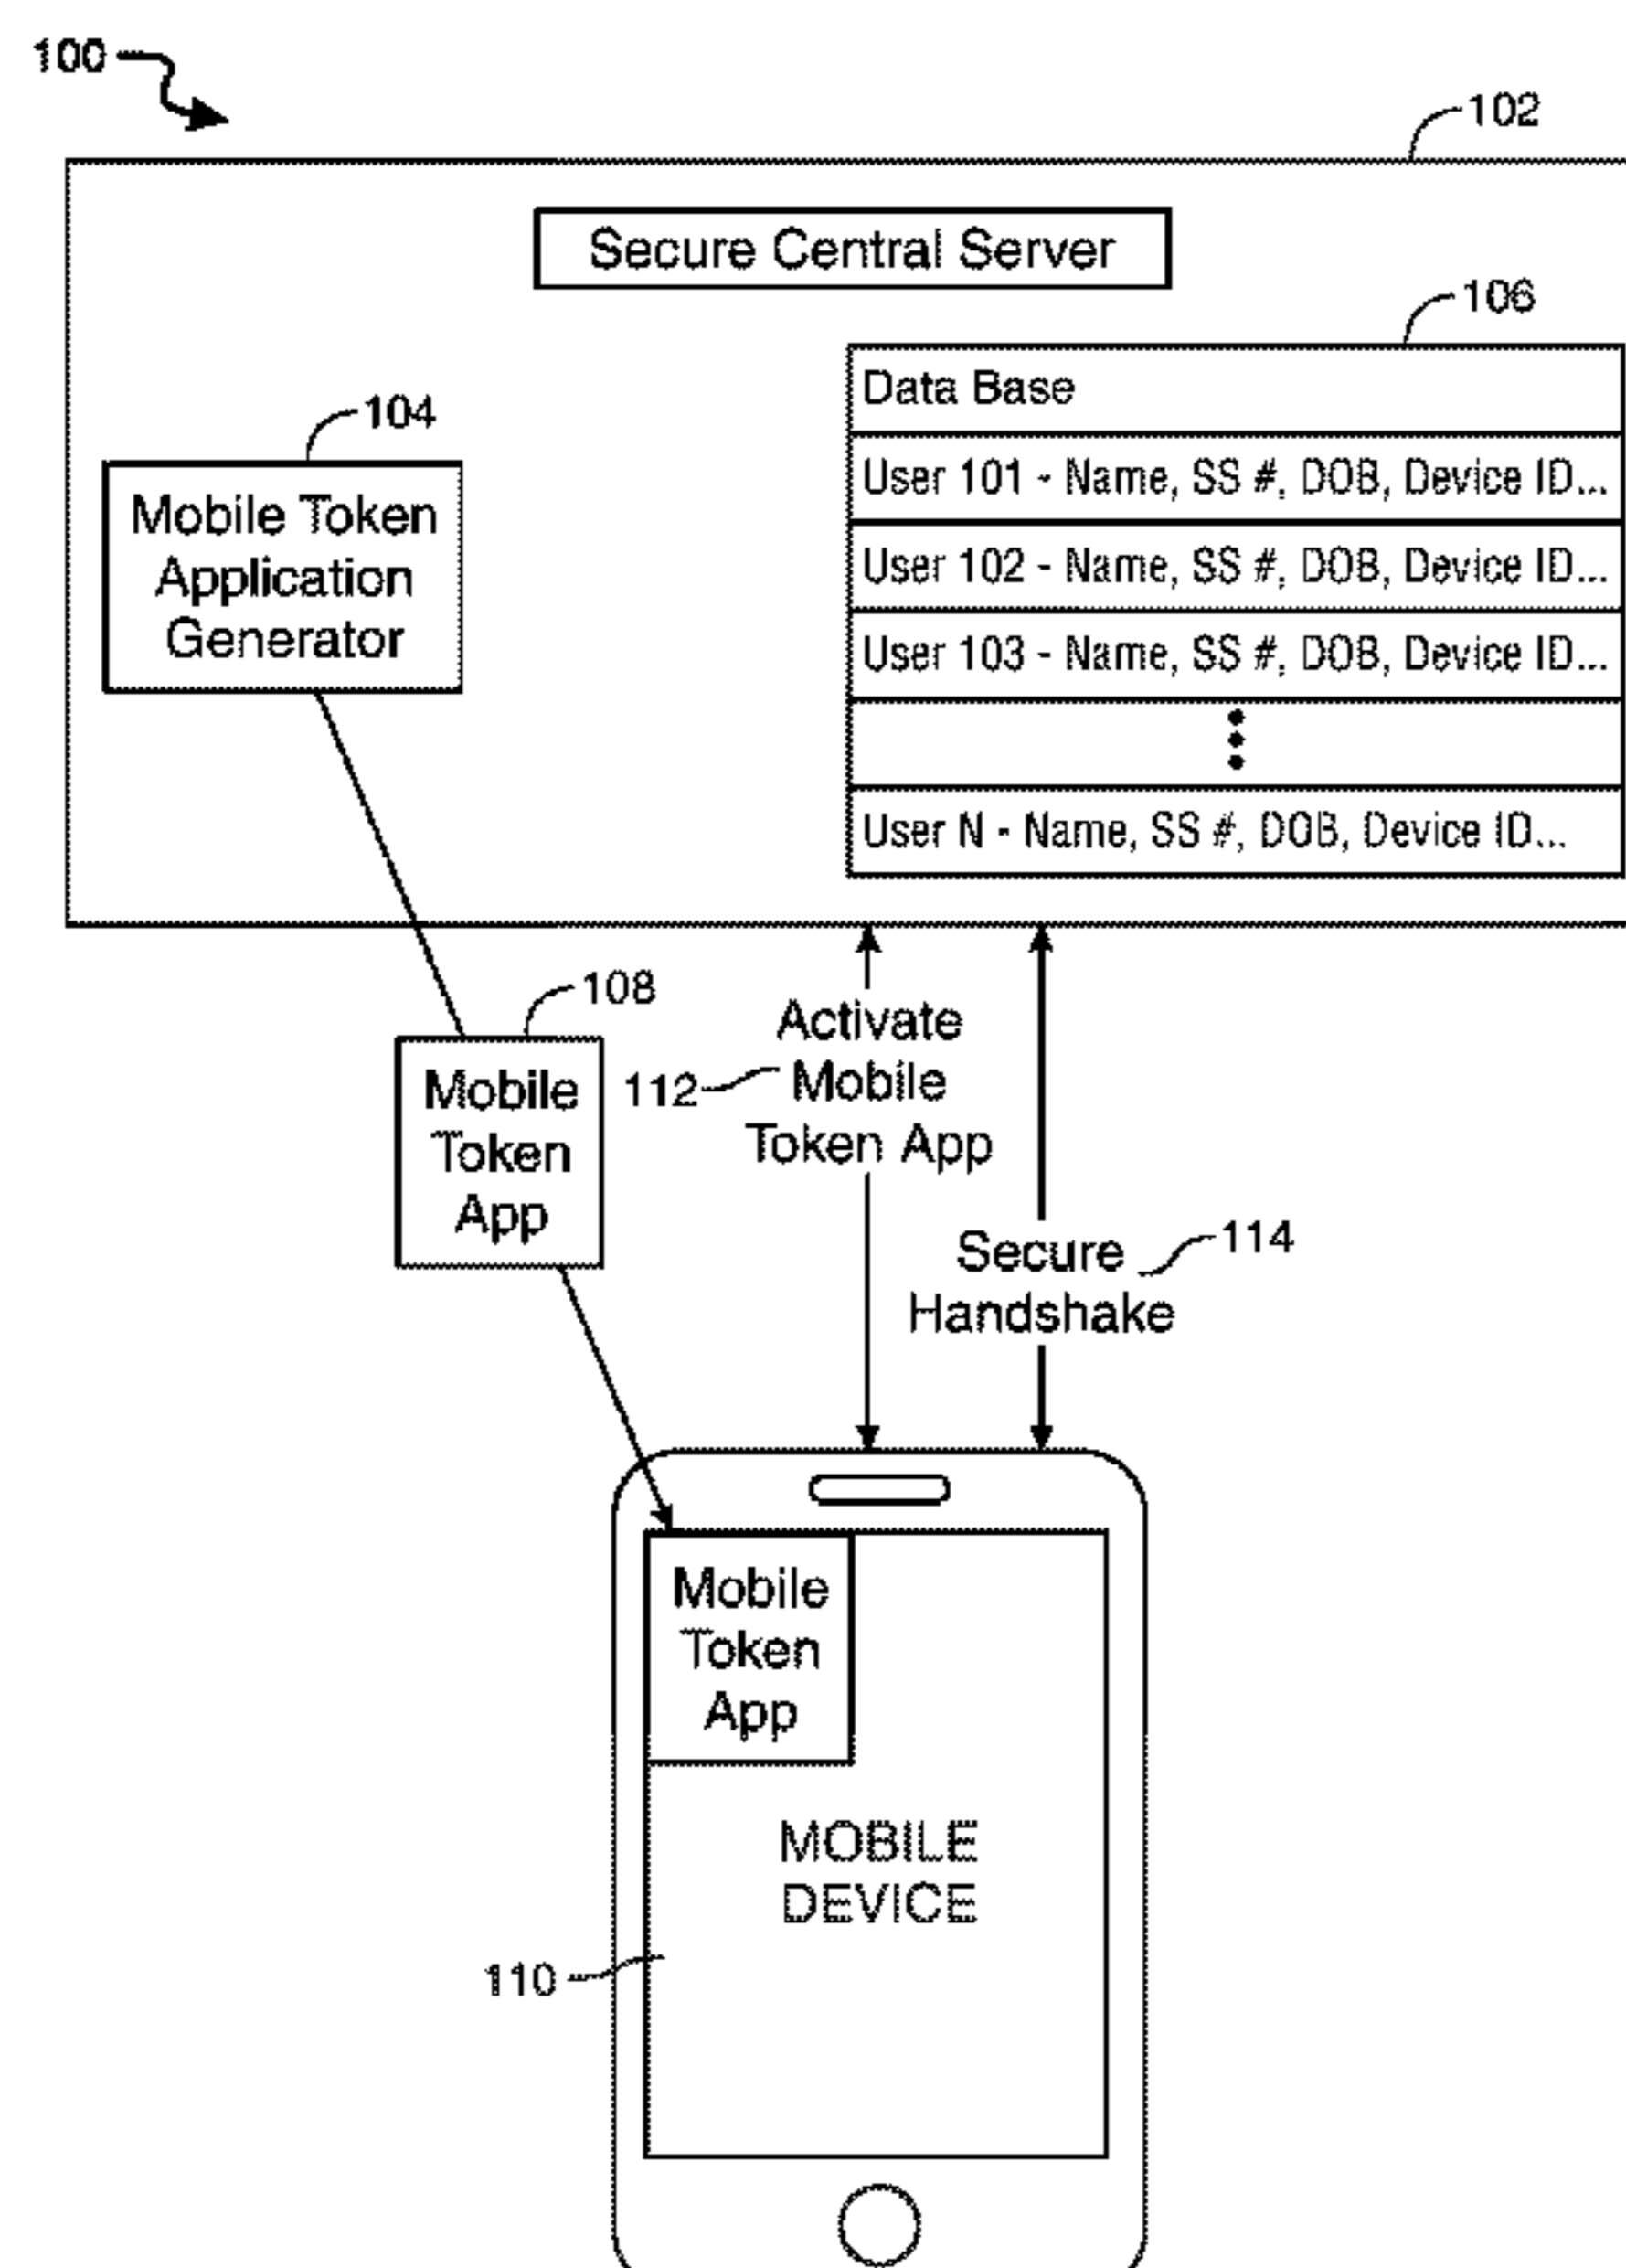 100
102
Secure Central Server
106
Data Base
104
User 101 - Name, SS #, DOB, Device ID...
Mobile Token
Application
Generator
User 102 - Name, SS #, DOB, Device ID...
User 103 - Name, SS #, DOB, Device ID...
User N - Name, SS #, DOB, Device ID...
108
Mobile
Token
App
112
Activate
Mobile
Token App
Secure
Handshake
114
Mobile
Token
App
MOBILE
DEVICE
110